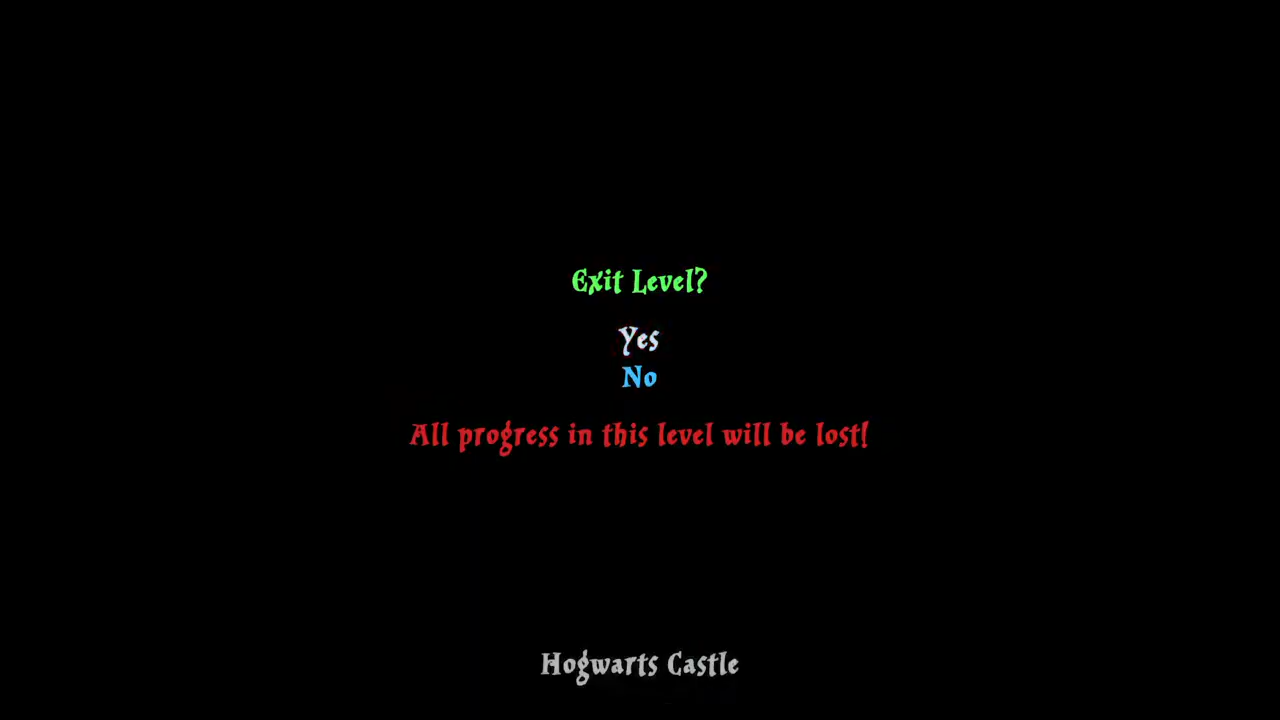 Exit Level?
Yes
No
All progress in this level will be lost!
Hogwarts Castle